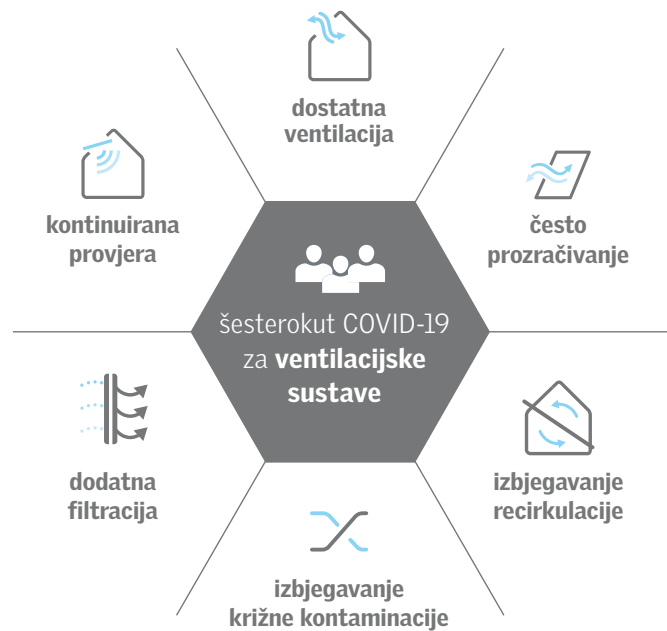 dostatna
ventilacija
kontinuirana
provjera
često
prozračivanje
šesterokut COVID-19
za ventilacijske
sustave
dodatna
filtracija
izbjegavanje
recirkulacije
izbjegavanje
križne kontaminacije